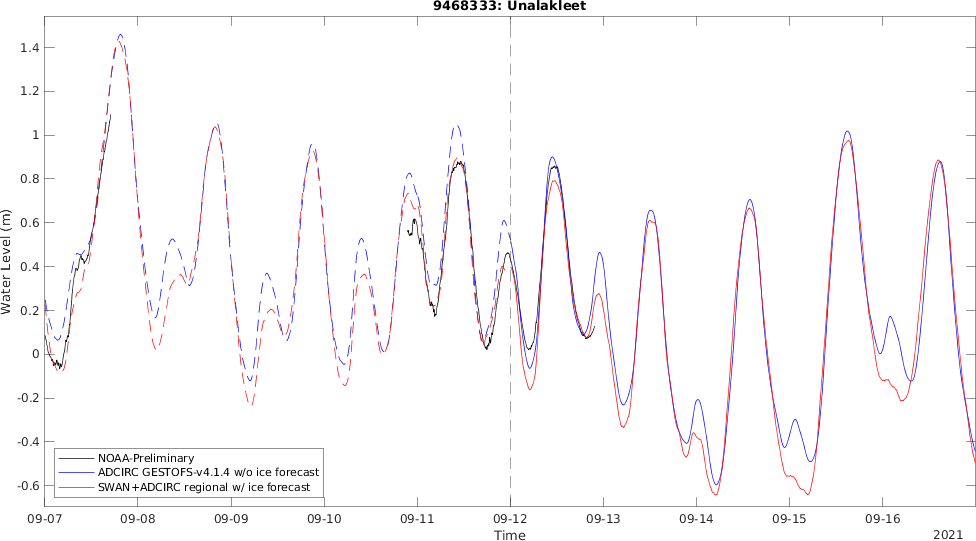 9468333: Unalakleet
1.4
1.2
1
0.8
0.6
0.4
0.2
0
-0.2
-0.4
-0.6
Water Level (m)
NOAA-Preliminary
ADCIRC GESTOFS-v4.1.4 w/o ice forecast
SWAN+ADCIRC regional w/ ice forecast
09-07 09-08 09-09 09-10 09-11 09-12 09-13 09-14 09-15 09-16
Time
2021